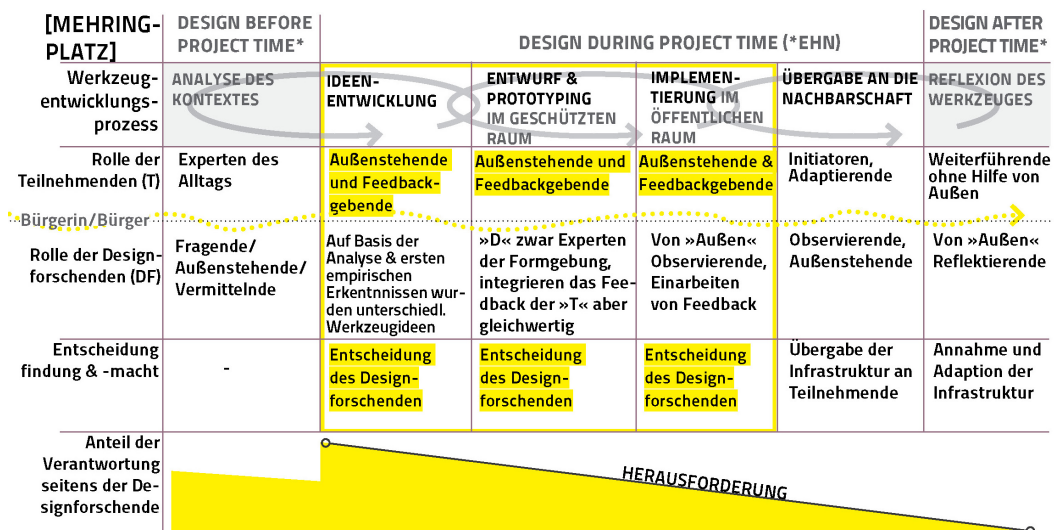 [MEHRING-
PLATZ]
DESIGN BEFORE
PROJECT TIME*
DESIGN DURING PROJECT TIME (*EHN)
DESIGN AFTER
PROJECT TIME*
Werkzeug-
entwicklungs-
prozess
ANALYSE DES
KONTEXTES
IDEEN-
ENTWICKLUNG
ENTWURF &
PROTOTYPING
IM GESCHÜTZTEN
RAUM
IMPLEMEN-
TIERUNG IM
ÖFFENTLICHEN
RAUM
ÜBERGABE AN DIE
NACHBARSCHAFT
REFLEXION DES
WERKZEUGES
Rolle der
Teilnehmenden (T)
Experten des
Alltags
Außenstehende
und Feedback-
gebende
Außenstehende und
Feedbackgebende
Außenstehende &
Feedbackgebende
Initiatoren,
Adaptierende
Weiterführende
ohne Hilfe von
Außen
Bürgerin/Bürger
Rolle der Design-
forschenden (DF)
Fragende/
Außenstehende/
Vermittelnde
Auf Basis der
Analyse & ersten
empirischen
Erkentnnissen wur-
den unterschiedl.
Werkzeugideen
»D« zwar Experten
der Formgebung,
integrieren das Fee-
dback der »T« aber
gleichwertig
Von »Außen«
Observierende,
Einarbeiten
von Feedback
Observierende,
Außenstehende
Von »Außen«
Reflektierende
Entscheidung
findung & -macht
-
Entscheidung
des Design-
forschenden
Entscheidung
des Design-
forschenden
Entscheidung
des Design-
forschenden
Übergabe der
Infrastruktur an
Teilnehmende
Annahme und
Adaption der
Infrastruktur
Anteil der
Verantwortung
seitens der De-
signforschende
HERAUSFORDERUNG